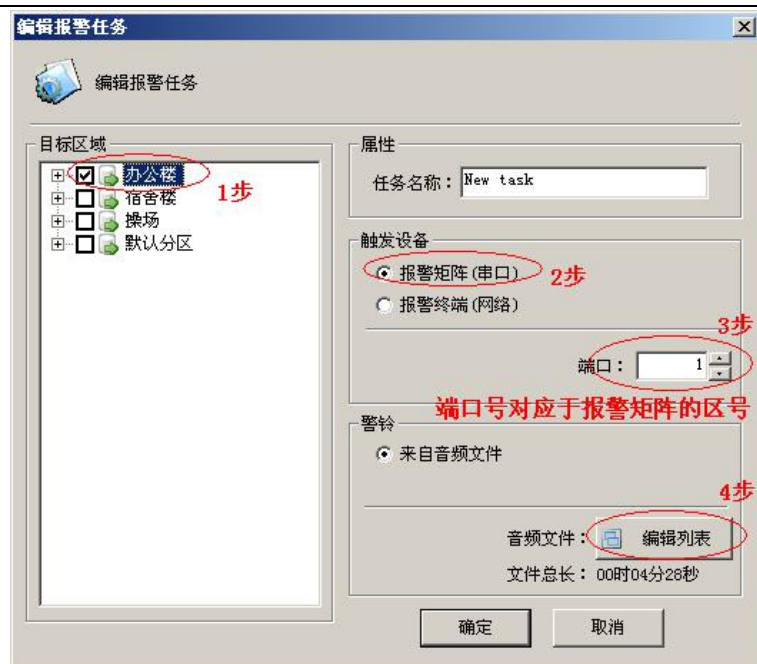 编辑报警任务
编辑报警任务
目标区域
办公楼
1步
宿舍楼
操场
默认分区
属性
任务名称：New task
触发设备
报警矩阵(串口)
2步
报警终端(网络)
3步
端口：1
端口号对应于报警矩阵的区号
警铃
来自音频文件
4步
音频文件：编辑列表
文件总长：00时04分28秒
确定
取消